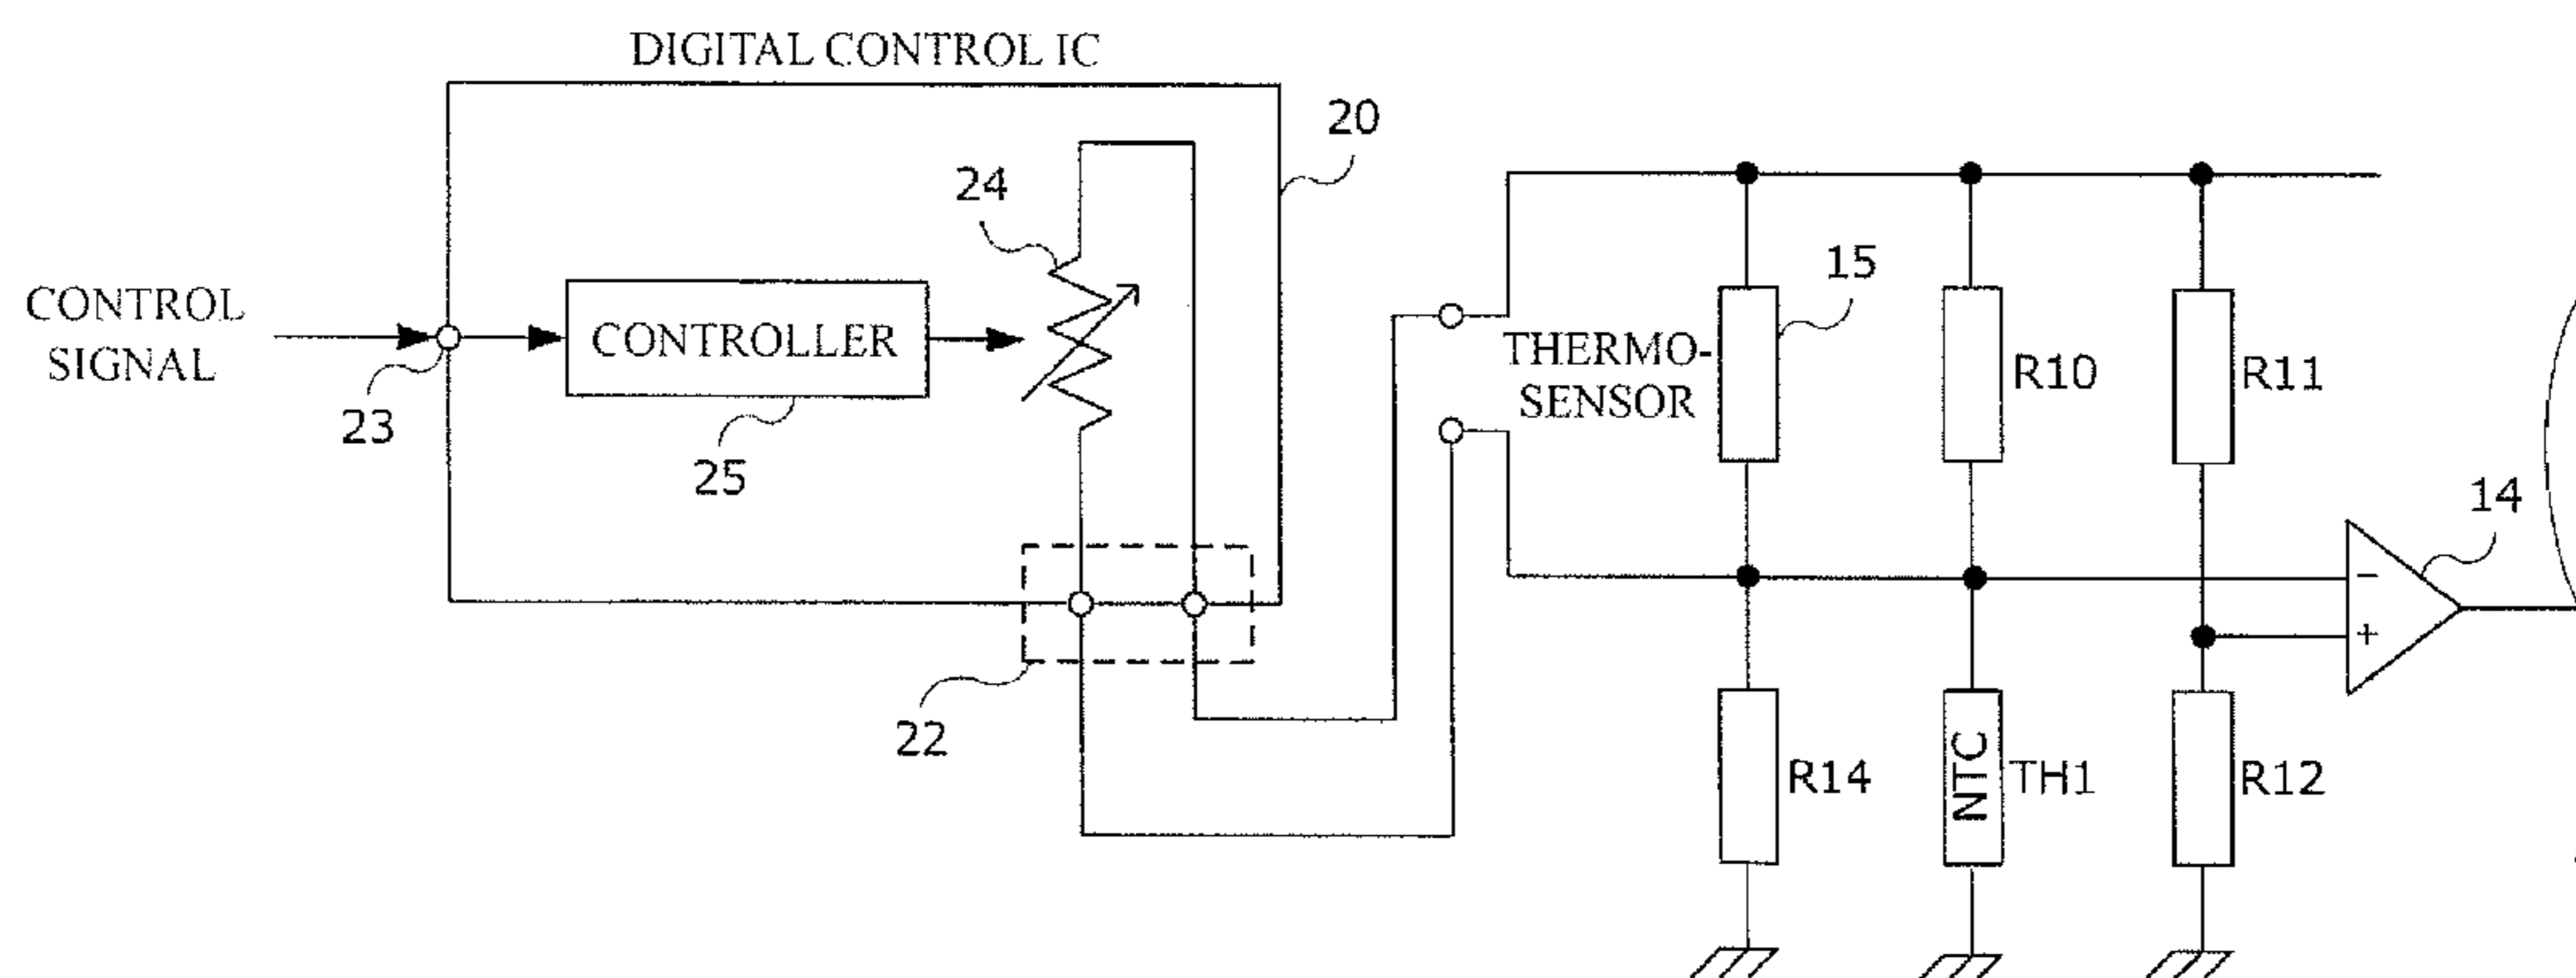 DIGITAL CONTROL IC
20
24
CONTROL
SIGNAL
23
CONTROLLER
25
22
THERMO-
SENSOR
15
R10
R11
14
−
+
R14
NTC
TH1
R12